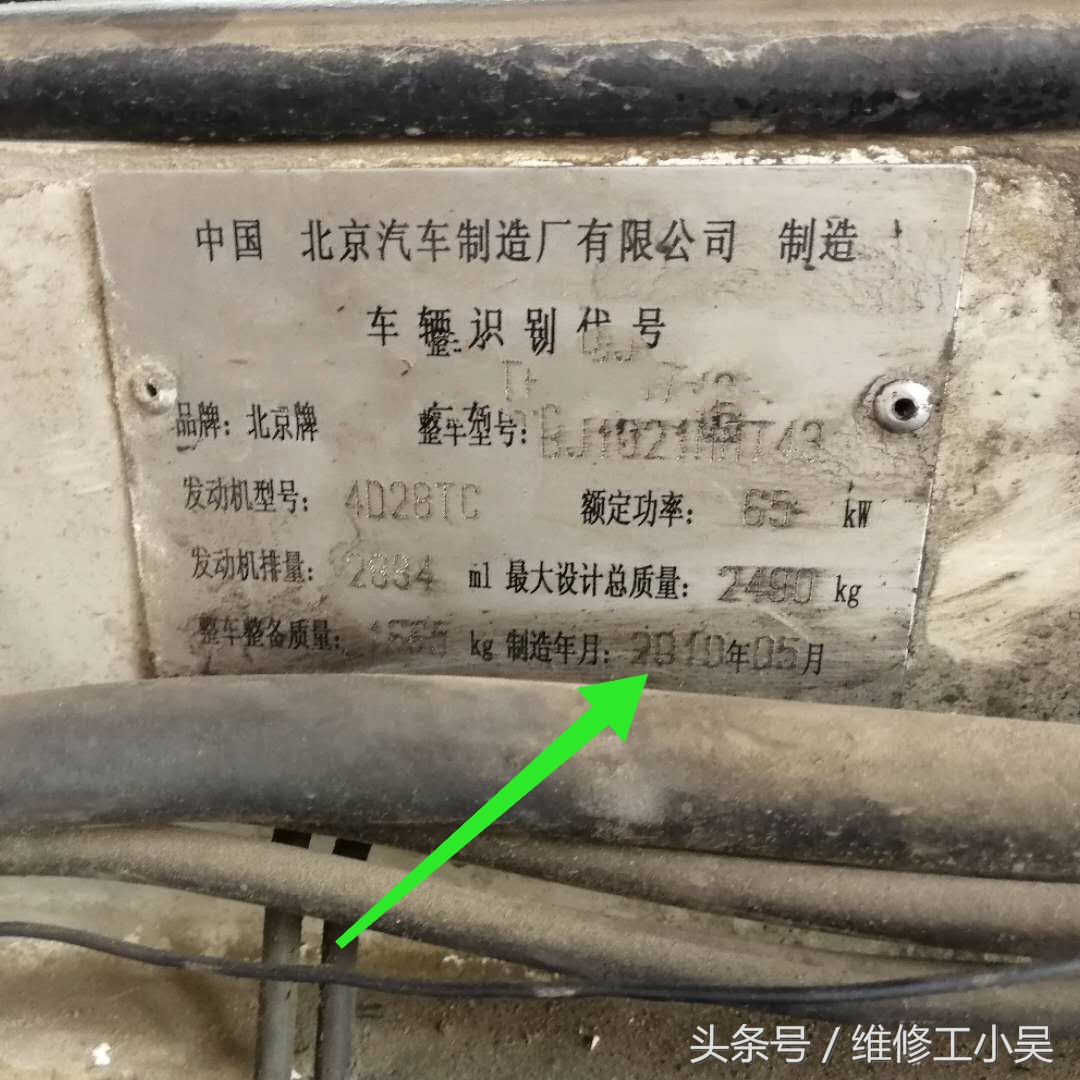 中国 北京汽车制造厂有限公司 制造
车辆识别代号
品牌：北京牌 整车型号：BJ1021 T43
发动机型号： 4D28TC 额定功率： 65 kW
发动机排量： ml 最大设计总质量： 2490 kg
整车整备质量： kg 制造年月：2010年05月
头条号 / 维修工小吴